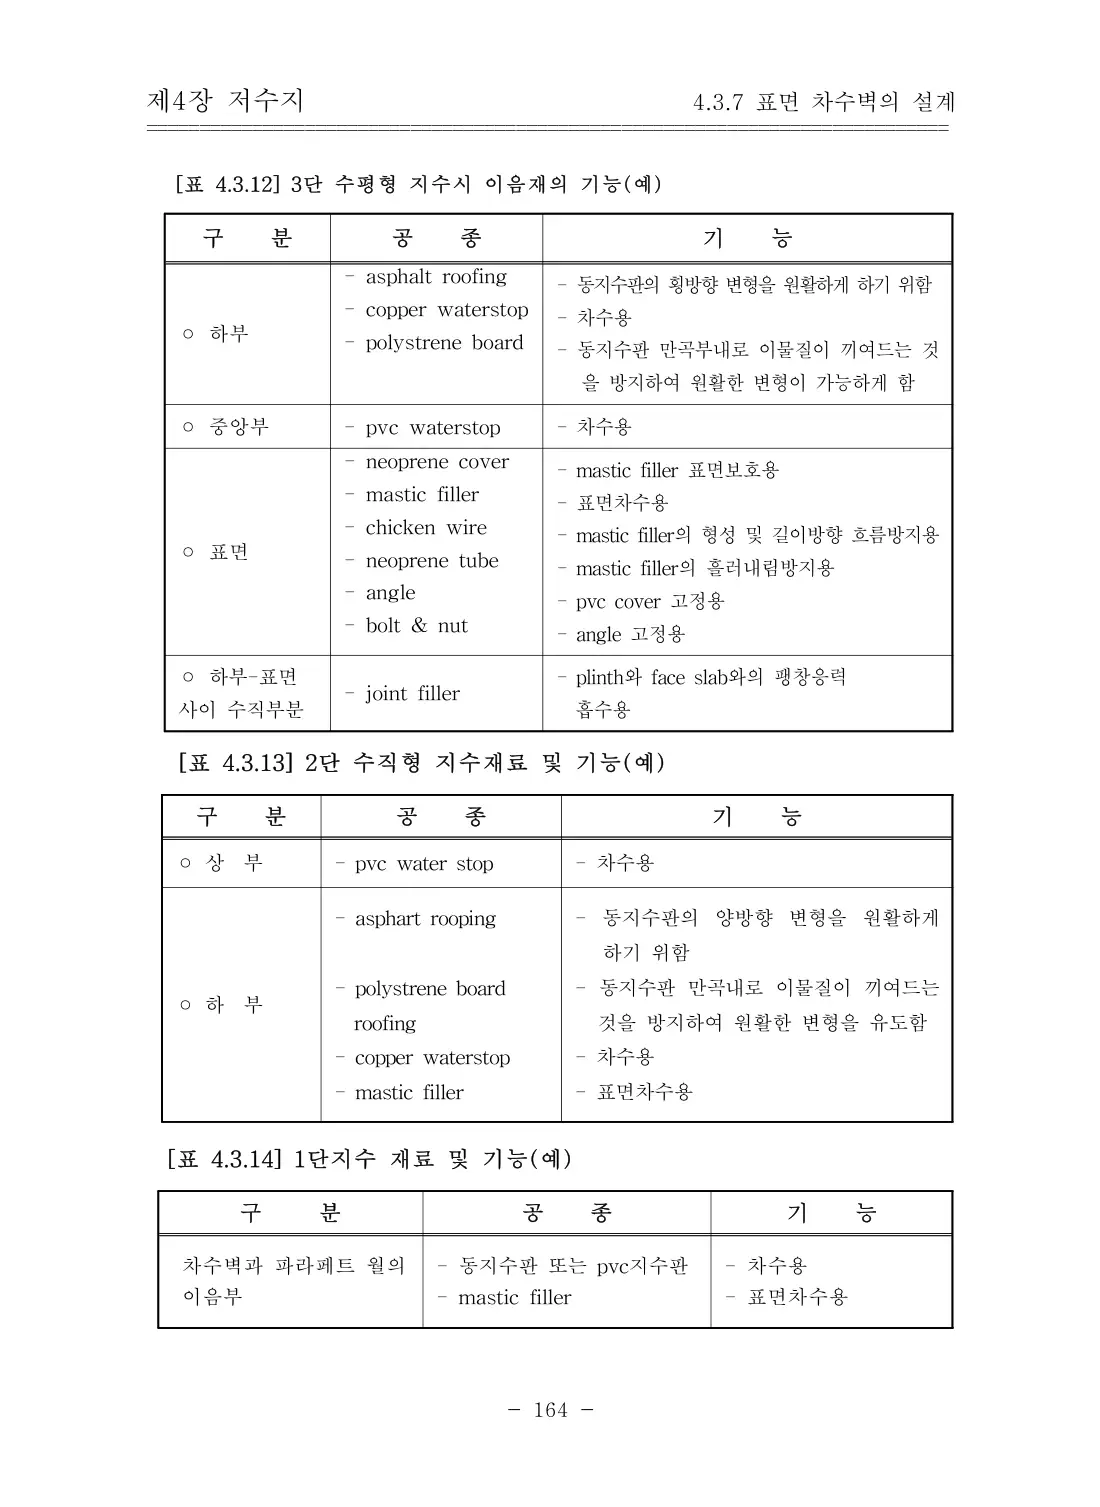 제4장 저수지
4.3.7 표면 차수벽의 설계
[표 4.3.12] 3단 수평형 지수시 이음재의 기능(예)
구 분
공 종
기 능
○ 하부
- asphalt roofing
- copper waterstop
- polystrene board
- 동지수판의 횡방향 변형을 원활하게 하기 위함
- 차수용
- 동지수판 만곡부내로 이물질이 끼여드는 것
을 방지하여 원활한 변형이 가능하게 함
○ 중앙부
- pvc waterstop
- 차수용
○ 표면
- neoprene cover
- mastic filler
- chicken wire
- neoprene tube
- angle
- bolt & nut
- mastic filler 표면보호용
- 표면차수용
- mastic filler의 형성 및 길이방향 흐름방지용
- mastic filler의 흘러내림방지용
- pvc cover 고정용
- angle 고정용
○ 하부-표면
사이 수직부분
- joint filler
- plinth와 face slab와의 팽창응력
흡수용
[표 4.3.13] 2단 수직형 지수재료 및 기능(예)
구 분
공 종
기 능
○ 상 부
- pvc water stop
- 차수용
○ 하 부
- asphart rooping
- polystrene board
roofing
- copper waterstop
- mastic filler
- 동지수판의 양방향 변형을 원활하게
하기 위함
- 동지수판 만곡내로 이물질이 끼여드는
것을 방지하여 원활한 변형을 유도함
- 차수용
- 표면차수용
[표 4.3.14] 1단지수 재료 및 기능(예)
구 분
공 종
기 능
차수벽과 파라페트 월의
이음부
- 동지수판 또는 pvc지수판
- mastic filler
- 차수용
- 표면차수용
- 164 -